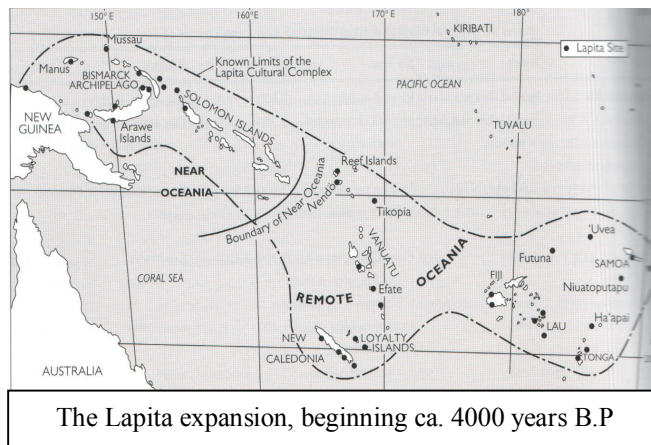 150°
160°
170°
180°
KIRIBATI
Mussau
Known Limits of the
Lapita Cultural Complex
Lapita Site
Manus
BISMARCK
ARCHIPELAGO
PACIFIC OCEAN
SOLOMON ISLANDS
NEW
GUINEA
Arawe
Islands
TUVALU
NEAR
OCEANIA
Boundary of Near Oceania
Reef Islands
Nendö
Tikopia
VANUATU
'Uvea
Futuna
SAMOA
OCEANIA
CORAL SEA
FIJI
Niuatoputapu
REMOTE
Efate
Ha'apai
LAU
NEW
CALEDONIA
LOYALTY
ISLANDS
TONGA
AUSTRALIA
The Lapita expansion, beginning ca. 4000 years B.P